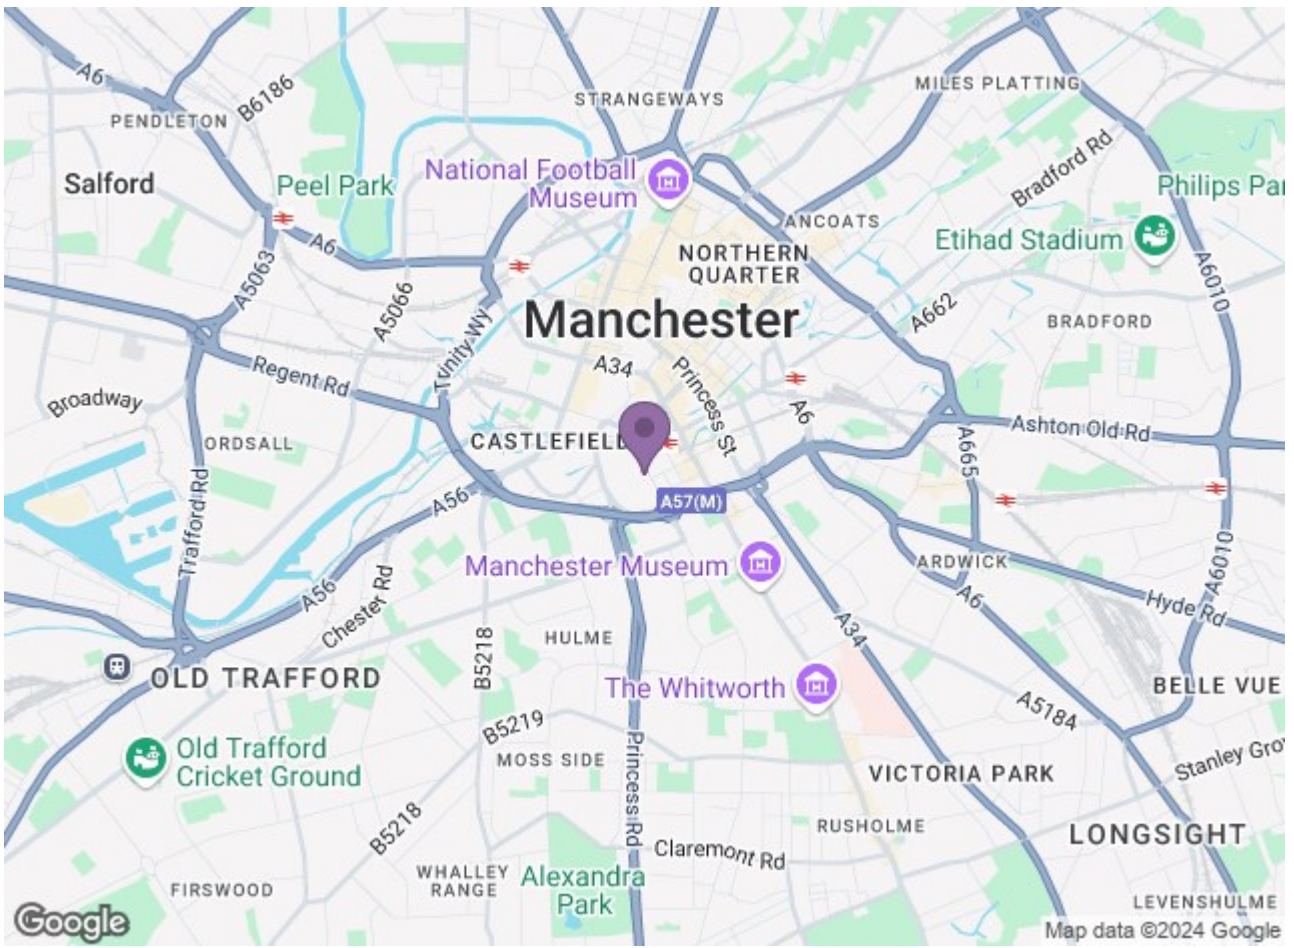 A6
B6186
STRANGEWAYS
MILES PLATTING
PENDLETON
Bradford Rd
National Football
Museum
Salford
Peel Park
Philips Par
ANCOATS
A6
Etihad Stadium
NORTHERN
QUARTER
A5063
A5066
A6010
A662
Manchester
BRADFORD
Trinity Wy
A34
Princess St
Regent Rd
Broadway
A6
Ashton Old Rd
ORDSALL
CASTLEFIELD
A665
A56
A57(M)
Trafford Rd
Manchester Museum
ARDWICK
A6010
A56
Chester Rd
A6
Hyde Rd
A34
HULME
B5218
OLD TRAFFORD
The Whitworth
BELLE VUE
A5184
B5219
Old Trafford
Cricket Ground
MOSS SIDE
Princess Rd
VICTORIA PARK
Stanley Gro
B5218
RUSHOLME
LONGSIGHT
Claremont Rd
WHALLEY
RANGE
Alexandra
Park
FIRSWOOD
LEVENSHULME
Google
Map data ©2024 Google